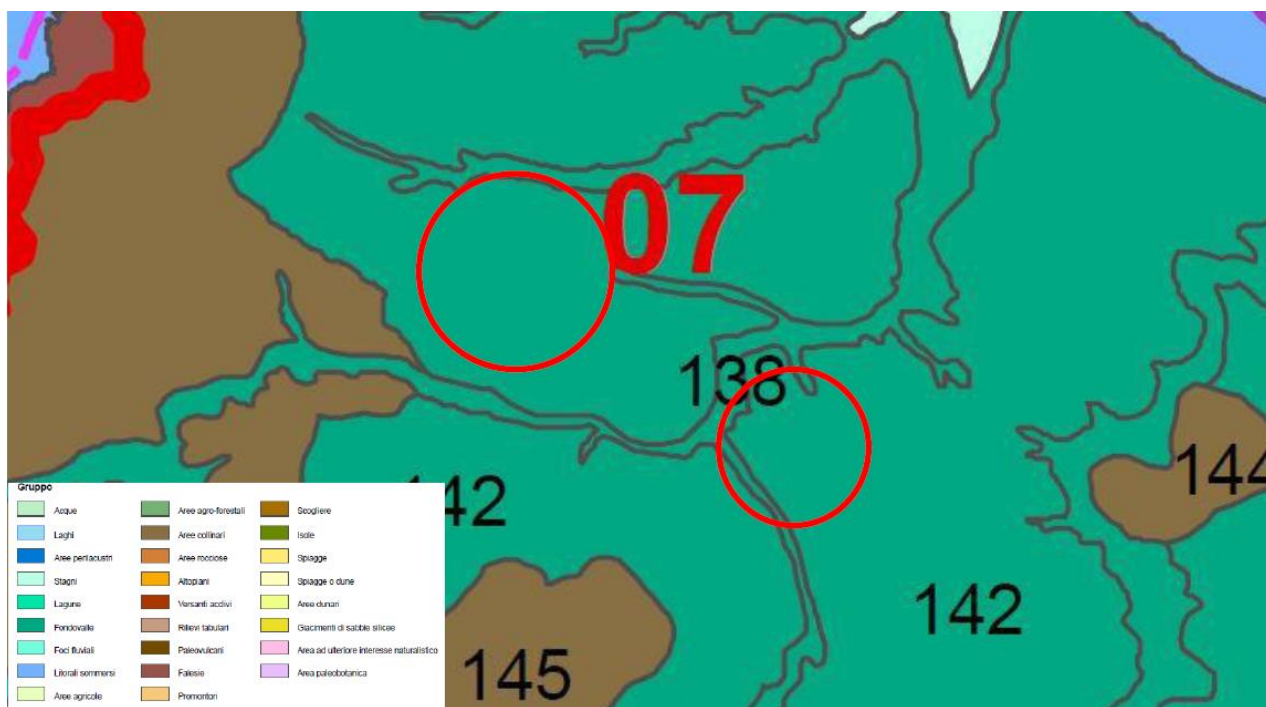 07
138
144
142
142
145
Gruppo
Acque
Laghi
Aree perilacustri
Stagni
Lagune
Fondovalle
Foci fluviali
Litorali sommersi
Aree agricole
Aree agro-forestali
Aree collinari
Aree rocciose
Altopiani
Versanti acclivi
Rilievi tabulari
Paleovulcani
Falesie
Promontori
Scogliere
Isole
Spiagge
Spiagge o dune
Aree dunari
Giacimenti di sabbie silicee
Area ad ulteriore interesse naturalistico
Area paleobotanica